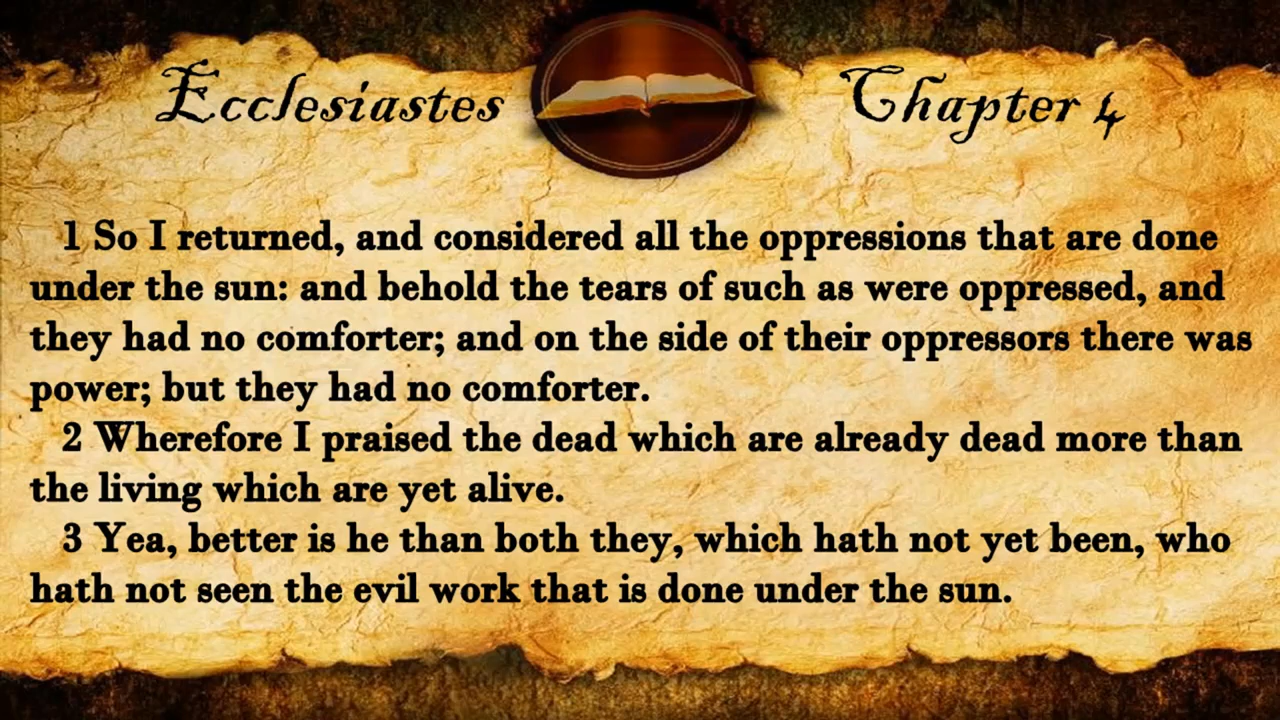 Ecclesiastes Chapter 4
1 So I returned, and considered all the oppressions that are done
under the sun: and behold the tears of such as were oppressed, and
they had no comforter; and on the side of their oppressors there was
power; but they had no comforter.
2 Wherefore I praised the dead which are already dead more than
the living which are yet alive.
3 Yea, better is he than both they, which hath not yet been, who
hath not seen the evil work that is done under the sun.